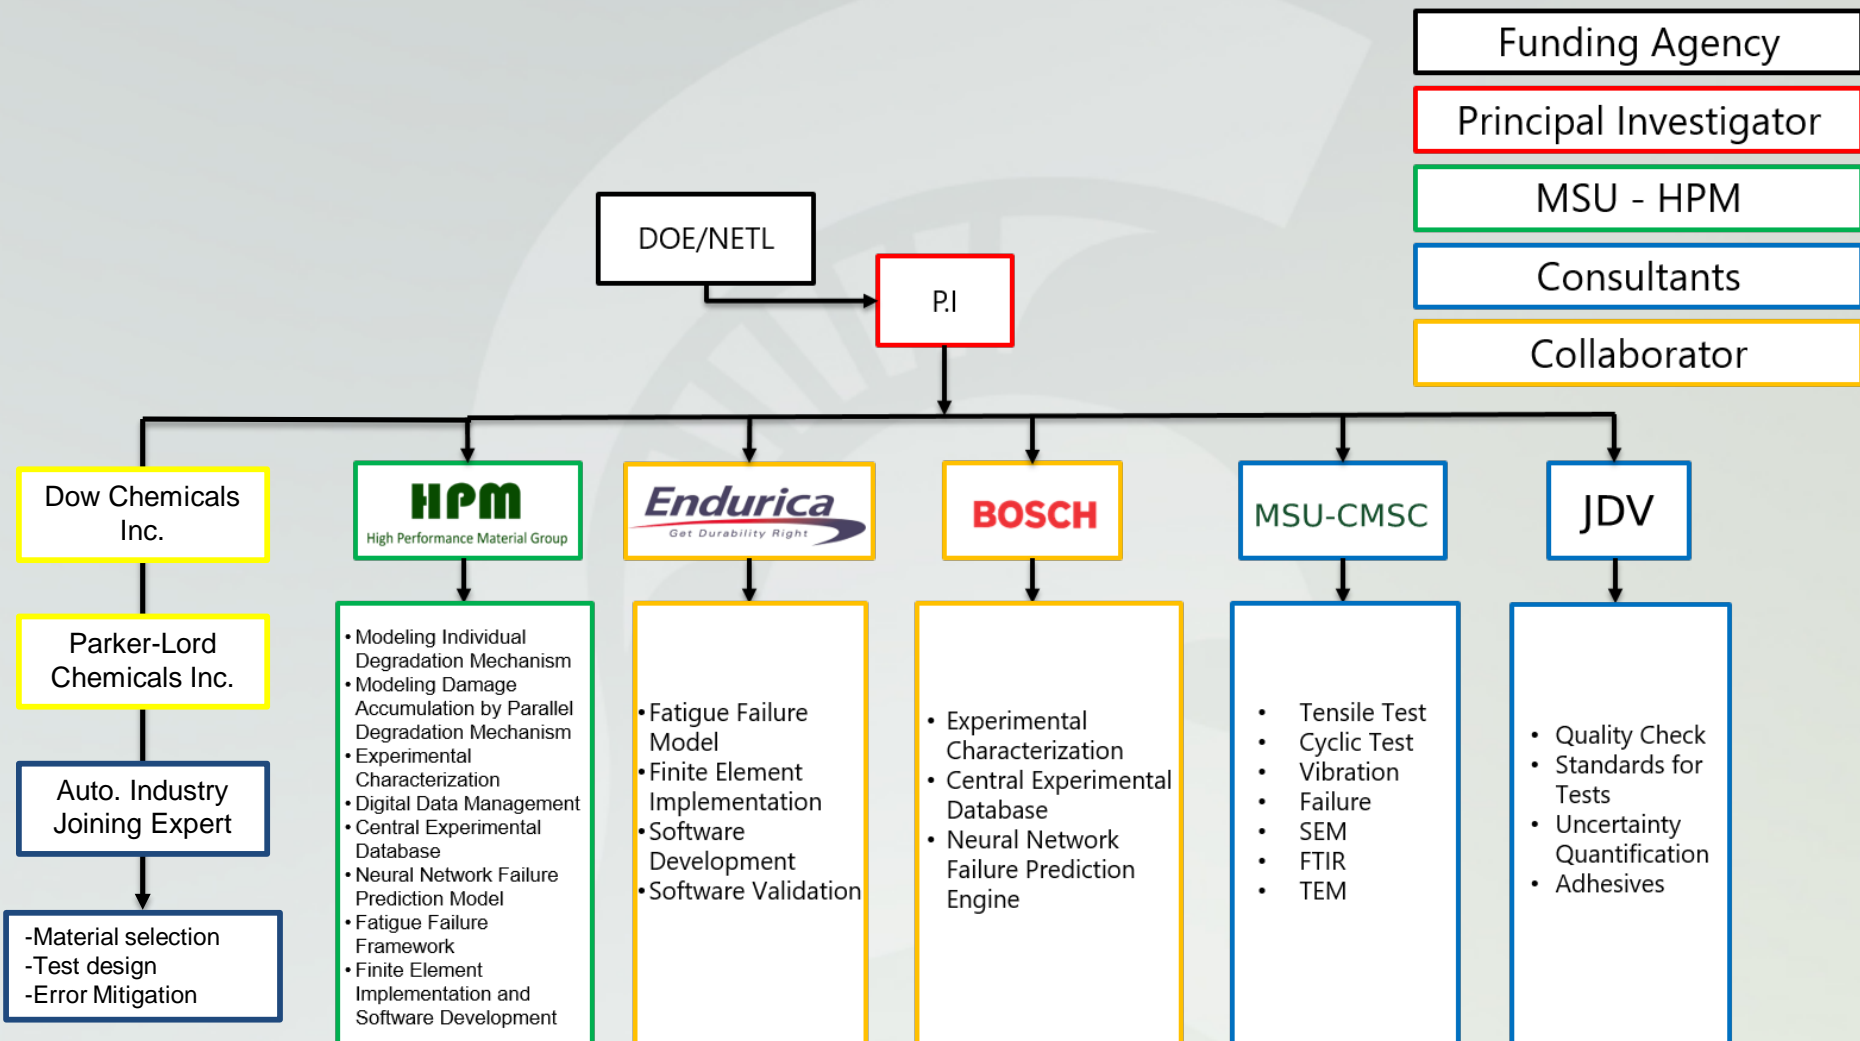 Funding Agency
Principal Investigator
MSU - HPM
Consultants
Collaborator
DOE/NETL
P.I
Dow Chemicals
Inc.
Parker-Lord
Chemicals Inc.
Auto. Industry
Joining Expert
-Material selection
-Test design
-Error Mitigation
HPM
High Performance Material Group
• Modeling Individual
Degradation Mechanism
• Modeling Damage
Accumulation by Parallel
Degradation Mechanism
• Experimental
Characterization
• Digital Data Management
• Central Experimental
Database
• Neural Network Failure
Prediction Model
• Fatigue Failure
Framework
• Finite Element
Implementation and
Software Development
Endurica
Get Durability Right
• Fatigue Failure
Model
• Finite Element
Implementation
• Software
Development
• Software Validation
BOSCH
• Experimental
Characterization
• Central Experimental
Database
• Neural Network
Failure Prediction
Engine
MSU-CMSC
• Tensile Test
• Cyclic Test
• Vibration
• Failure
• SEM
• FTIR
• TEM
JDV
• Quality Check
• Standards for
Tests
• Uncertainty
Quantification
• Adhesives